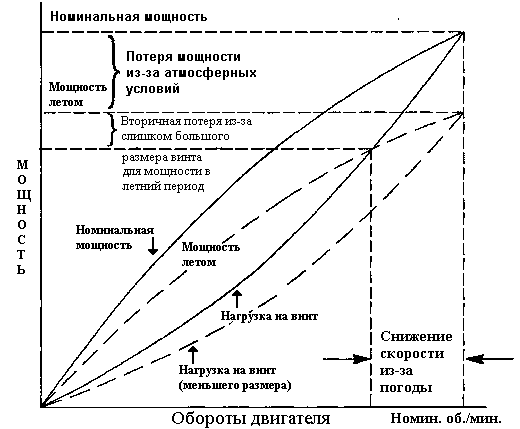 Номинальная мощность
Потеря мощности
из-за атмосферных
условий
Мощность
летом
Вторичная потеря из-за
слишком большого
размера винта
для мощности в
летний период
МОЩНОСТЬ
Номинальная
мощность
Мощность
летом
Нагрузка на винт
Нагрузка на винт
(меньшего размера)
Снижение
скорости
из-за
погоды
Обороты двигателя
Номин. об./мин.